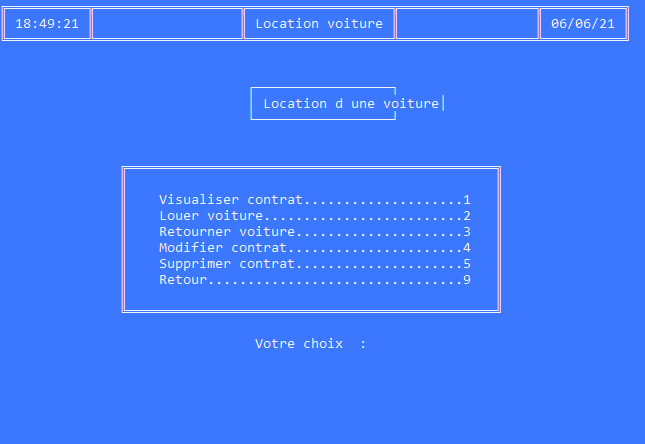 18:49:21 Location voiture 06/06/21
Location d une voiture
Visualiser contrat....................1
Louer voiture.........................2
Retourner voiture.....................3
Modifier contrat......................4
Supprimer contrat.....................5
Retour................................9
Votre choix  :